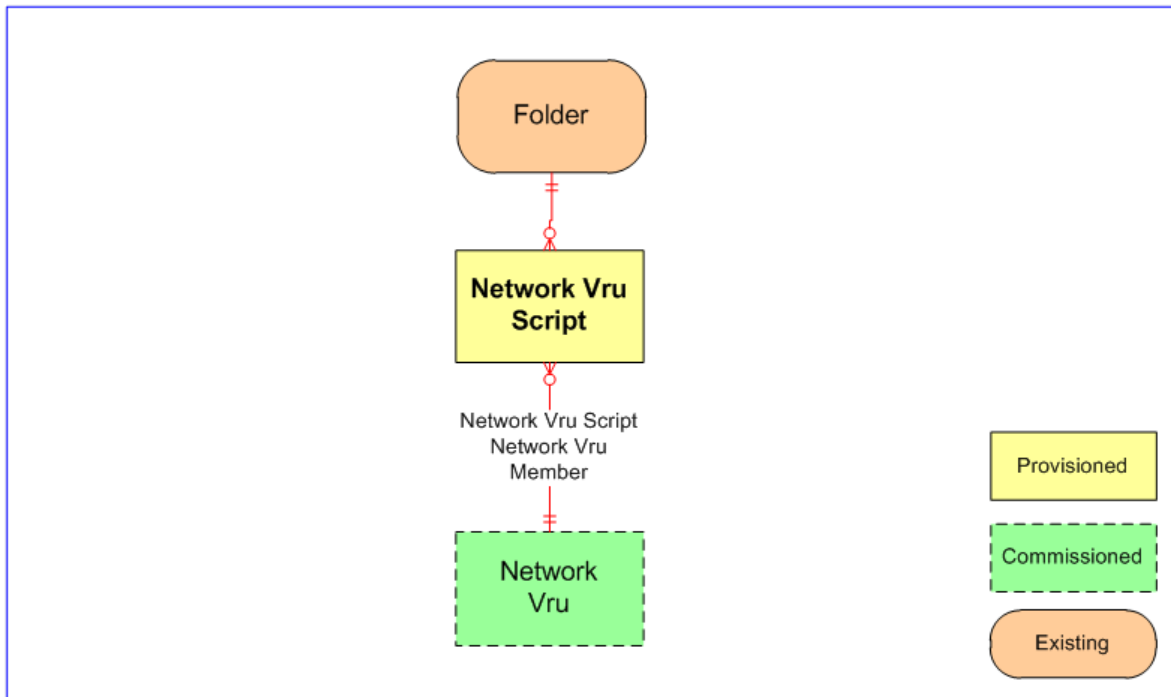 Folder
Network Vru
Script
Network Vru Script
Network Vru
Member
Network
Vru
Provisioned
Commissioned
Existing